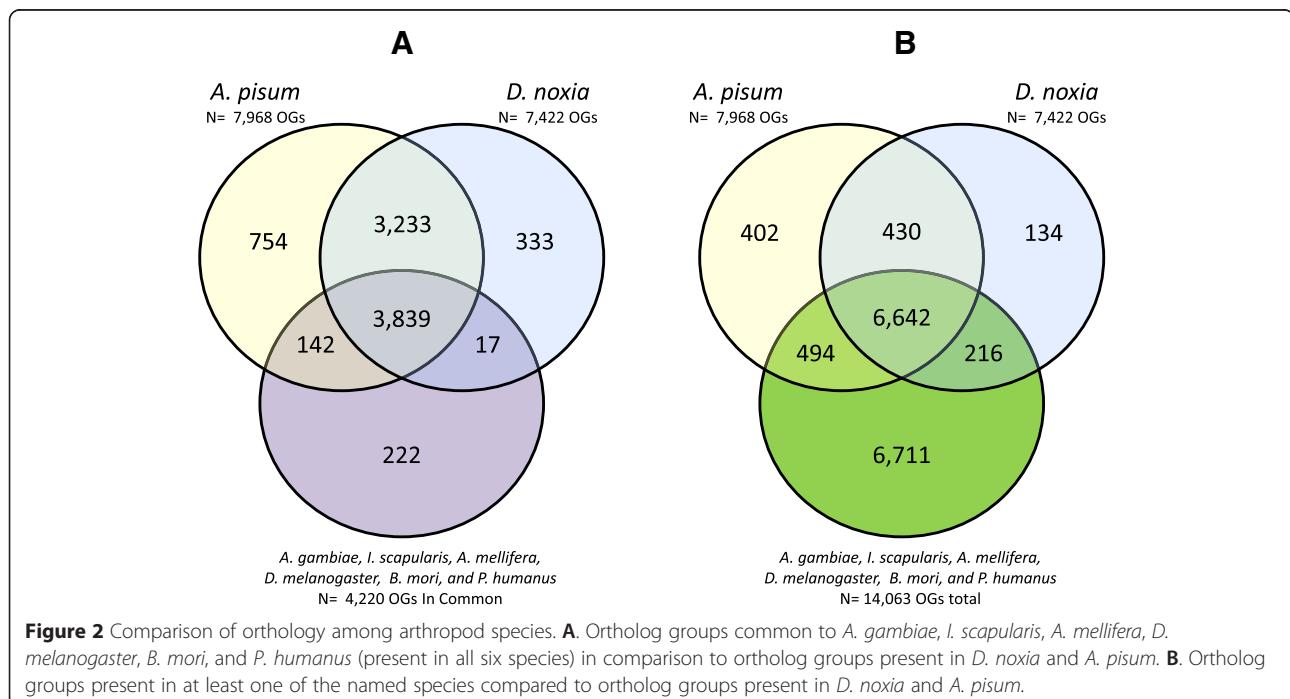 A
B
A. pisum
N= 7,968 OGs
D. noxia
N= 7,422 OGs
A. pisum
N= 7,968 OGs
D. noxia
N= 7,422 OGs
754
3,233
333
142
3,839
17
222
402
430
134
494
6,642
216
6,711
A. gambiae, I. scapularis, A. mellifera,
D. melanogaster, B. mori, and P. humanus
N= 4,220 OGs In Common
A. gambiae, I. scapularis, A. mellifera,
D. melanogaster, B. mori, and P. humanus
N= 14,063 OGs total
Figure 2 Comparison of orthology among arthropod species. A. Ortholog groups common to A. gambiae, I. scapularis, A. mellifera, D.
melanogaster, B. mori, and P. humanus (present in all six species) in comparison to ortholog groups present in D. noxia and A. pisum. B. Ortholog
groups present in at least one of the named species compared to ortholog groups present in D. noxia and A. pisum.